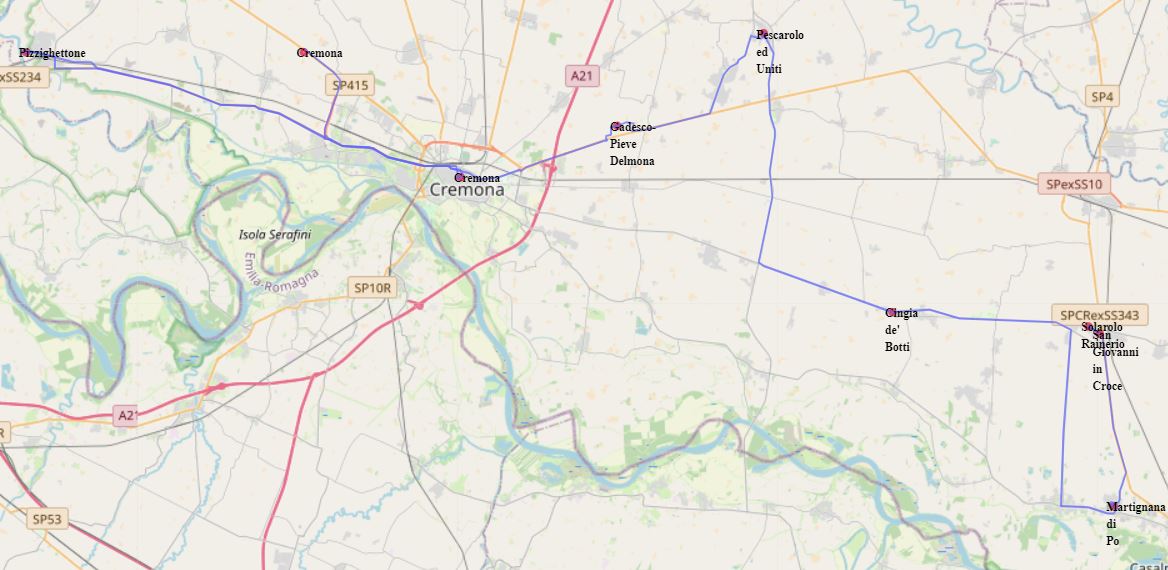 Pizzighettone
Cremona
Pescarolo
ed
Uniti
xSS234
SP415
A21
SP4
Gadesco-
Pieve
Delmona
Cremona
Cremona
SPexSS10
Isola Serafini
Emilia-Romagna
SP10R
Cingia
de'
Botti
SPCRexSS343
Solarolo
Rainerio
San
Giovanni
in
Croce
A21
R
SP53
Martignana
di
Po
Casalm